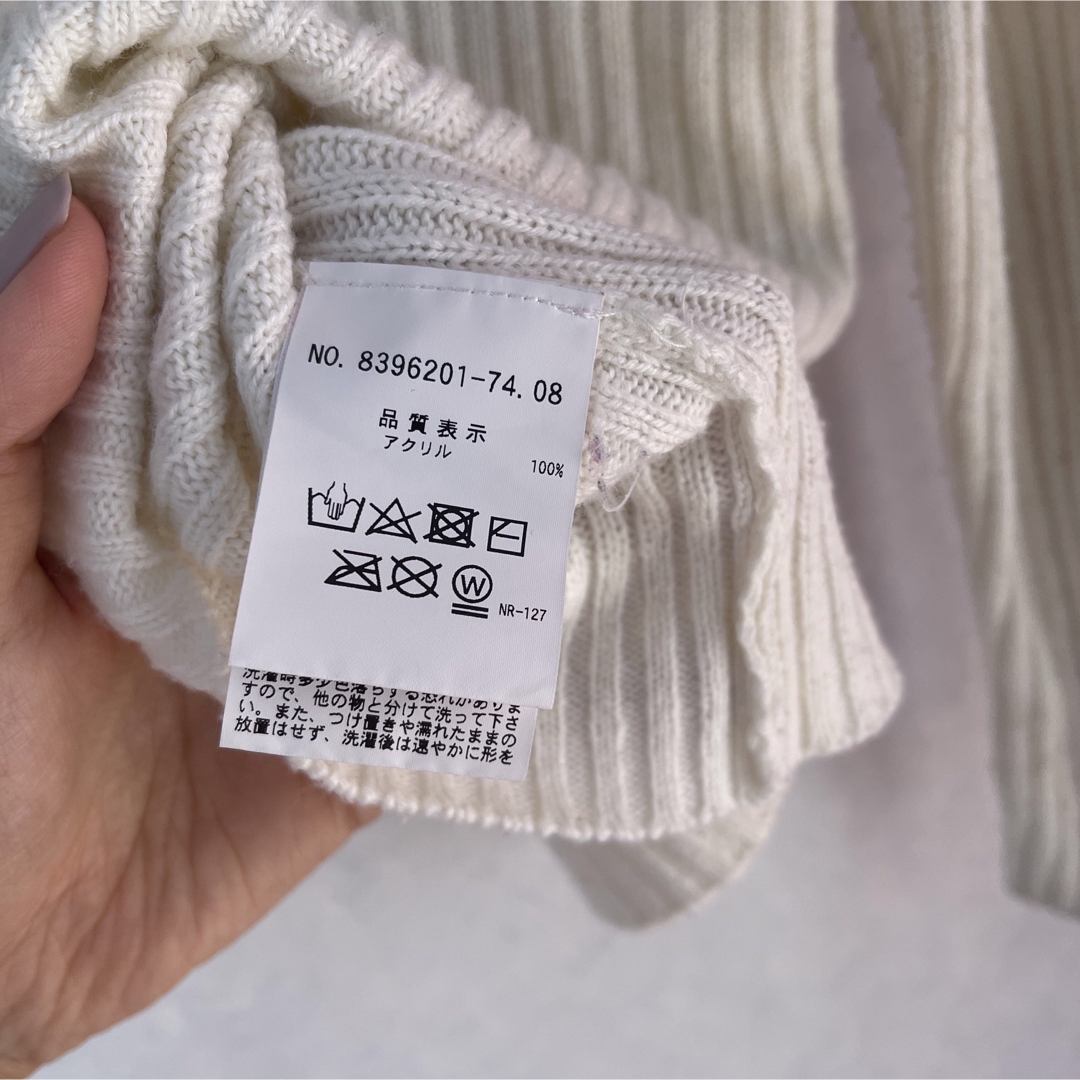 NO. 8396201-74.08
品質表示
アクリル 100%
W
NR-127
洗濯時多少色落ちする恐れがありま
すので、他の物と分けて洗って下さ
い。また、つけ置きや濡れたままの
放置はせず、洗濯後は速やかに形を